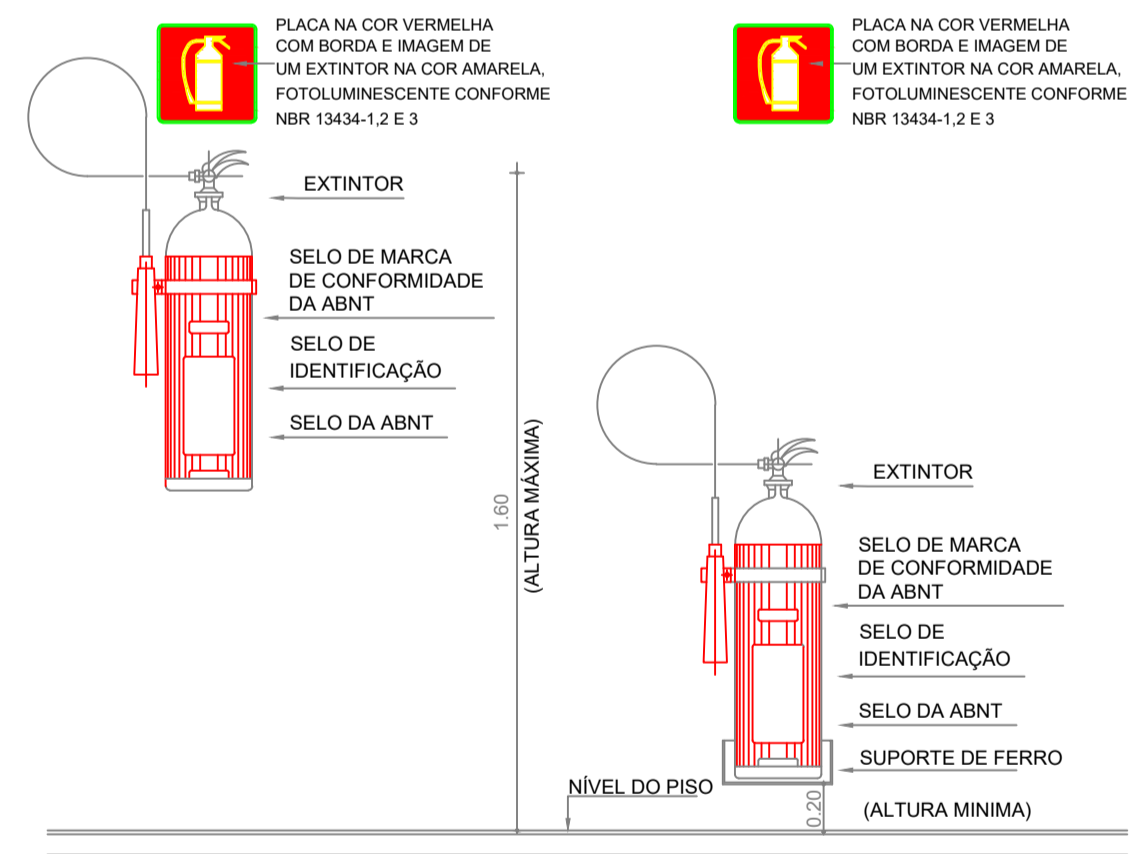 PLACA NA COR VERMELHA
COM BORDA E IMAGEM DE
UM EXTINTOR NA COR AMARELA,
FOTOLUMINESCENTE CONFORME
NBR 13434-1,2 E 3
EXTINTOR
SELO DE MARCA
DE CONFORMIDADE
DA ABNT
SELO DE
IDENTIFICAÇÃO
SELO DA ABNT
1.60
(ALTURA MÁXIMA)
PLACA NA COR VERMELHA
COM BORDA E IMAGEM DE
UM EXTINTOR NA COR AMARELA,
FOTOLUMINESCENTE CONFORME
NBR 13434-1,2 E 3
EXTINTOR
SELO DE MARCA
DE CONFORMIDADE
DA ABNT
SELO DE
IDENTIFICAÇÃO
SELO DA ABNT
SUPORTE DE FERRO
NÍVEL DO PISO
0.20
(ALTURA MINIMA)